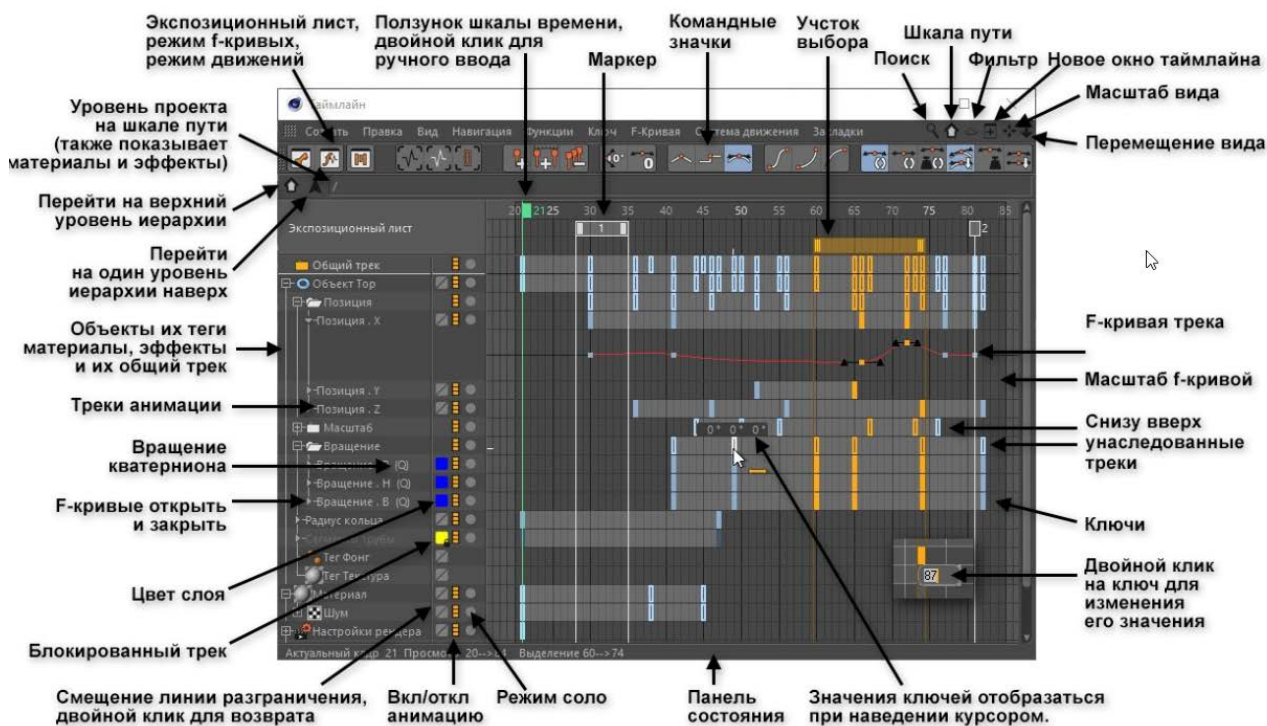 Экспозиционный лист,
режим f-кривых,
режим движений
Ползунок шкалы времени,
двойной клик для
ручного ввода
Маркер
Командные
значки
Учсток
выбора
Шкала пути
Поиск
Фильтр
Новое окно таймлайна
Масштаб вида
Перемещение вида
Уровень проекта
на шкале пути
(также показывает
материалы и эффекты)
Перейти на верхний
уровень иерархии
Перейти
на один уровень
иерархии наверх
Объекты их теги
материалы, эффекты
и их общий трек
Треки анимации
Вращение
кватерниона
F-кривые открыть
и закрыть
Цвет слоя
Блокированный трек
Таймлайн
Создать Правка Вид Навигация Функции Ключ F-Кривая Система движения Закладки
0
/
20 21 25 30 35 40 45 50 55 60 65 70 75 80 85
Экспозиционный лист
1
2
Общий трек
Объект Тор
Позиция
Позиция . X
Позиция . Y
Позиция . Z
Масштаб
0° 0° 0°
Вращение
(Q)
Вращение . H (Q)
Вращение . B (Q)
Радиус кольца
Тег Фонг
Тег Текстура
87
Материал
Шум
Настройки рендера
Актуальный кадр 21 Выделение 60-->74
F-кривая трека
Масштаб f-кривой
Снизу вверх
унаследованные
треки
Ключи
Двойной клик
на ключ для
изменения
его значения
Смещение линии разграничения,
двойной клик для возврата
Вкл/откл
анимацию
Режим соло
Панель
состояния
Значения ключей отобразаться
при наведении курсором.